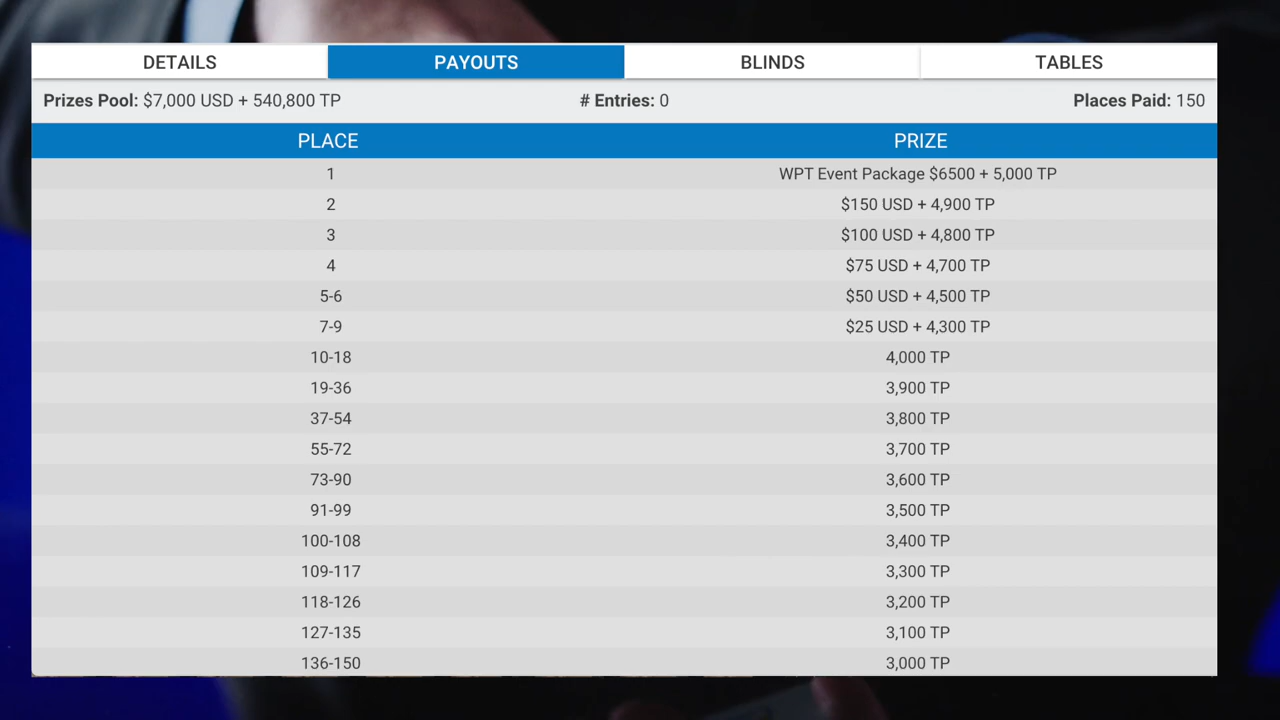 DETAILS PAYOUTS BLINDS TABLES
Prizes Pool: $7,000 USD + 540,800 TP # Entries: 0 Places Paid: 150
PLACE PRIZE
1 WPT Event Package $6500 + 5,000 TP
2 $150 USD + 4,900 TP
3 $100 USD + 4,800 TP
4 $75 USD + 4,700 TP
5-6 $50 USD + 4,500 TP
7-9 $25 USD + 4,300 TP
10-18 4,000 TP
19-36 3,900 TP
37-54 3,800 TP
55-72 3,700 TP
73-90 3,600 TP
91-99 3,500 TP
100-108 3,400 TP
109-117 3,300 TP
118-126 3,200 TP
127-135 3,100 TP
136-150 3,000 TP